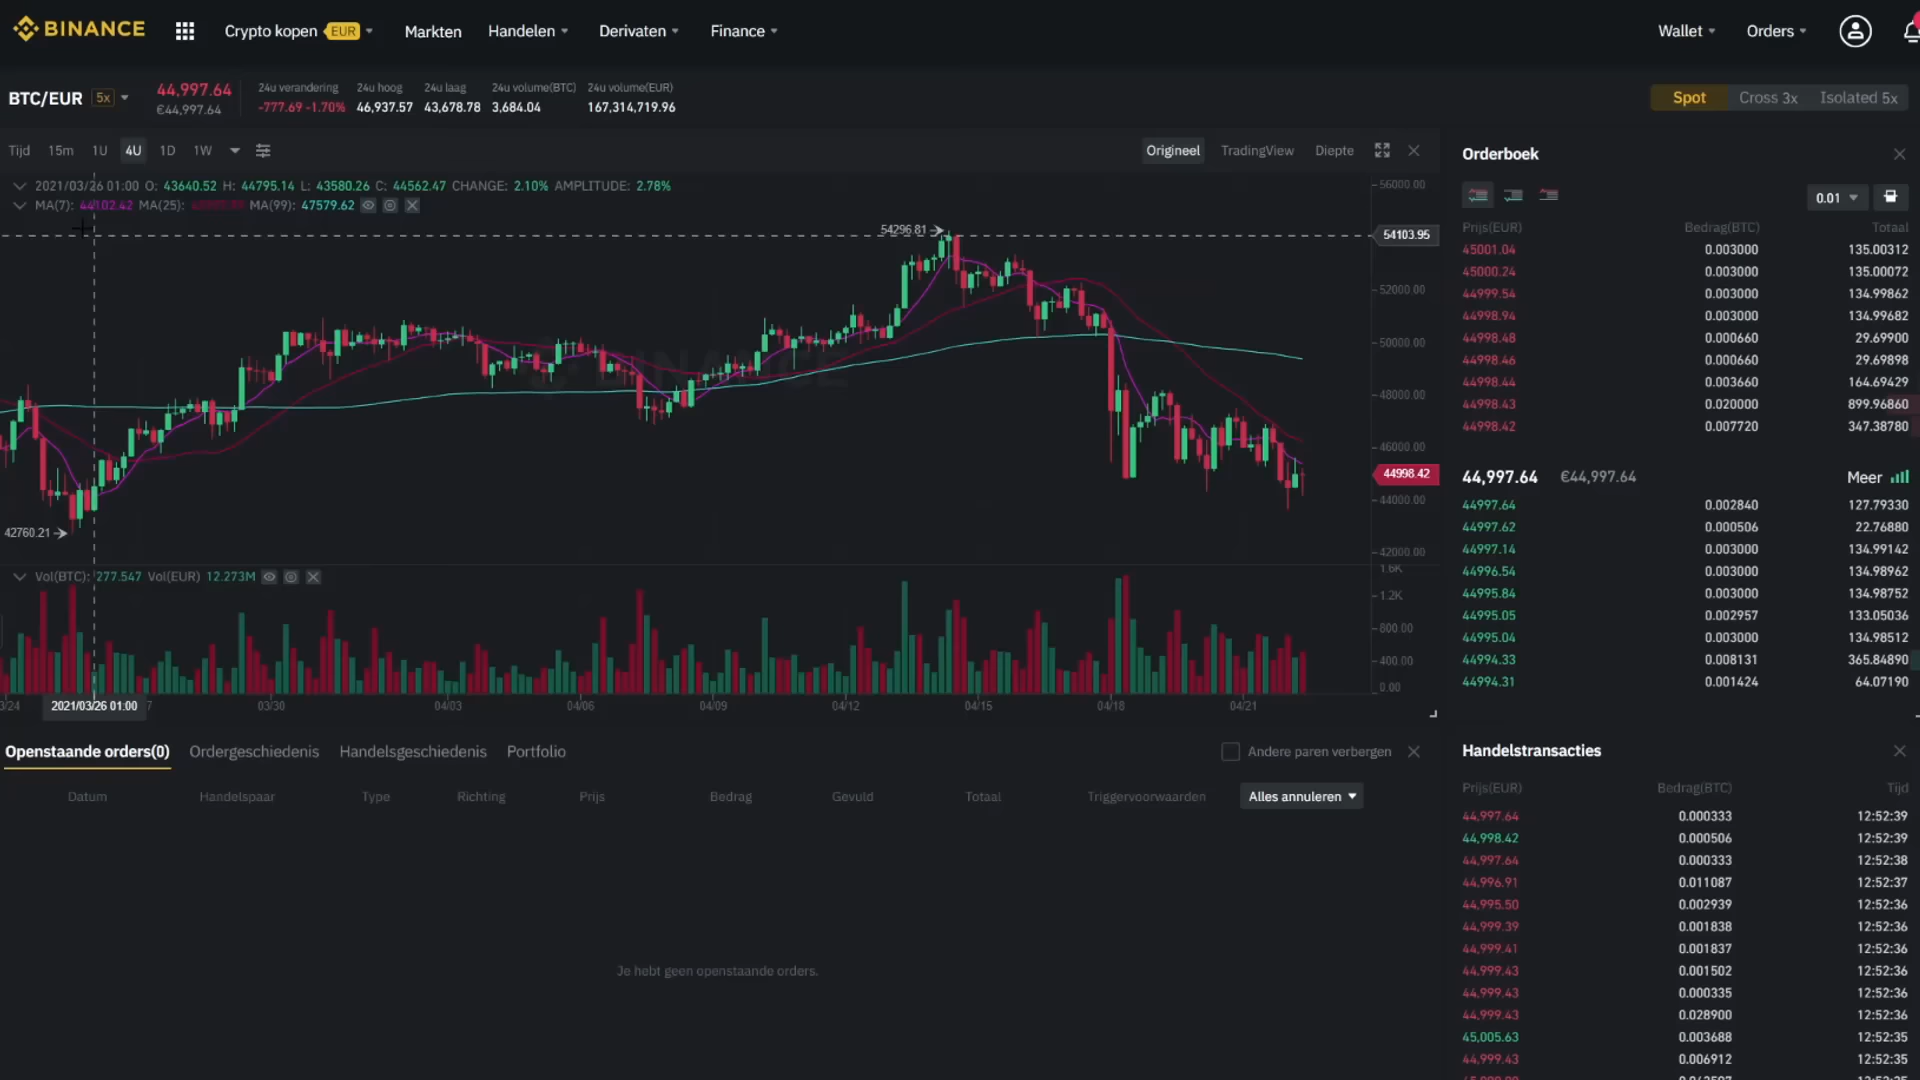 BINANCE
Crypto kopen EUR
Markten
Handelen
Derivaten
Finance
Wallet
Orders
BTC/EUR 5x
44,997.64
€44,997.64
24u verandering
-777.69 -1.70%
24u hoog
46,937.57
24u laag
43,678.78
24u volume(BTC)
3,684.04
24u volume(EUR)
167,314,719.96
Spot
Cross 3x
Isolated 5x
Tijd 15m 1U 4U 1D 1W
Origineel TradingView Diepte
2021/03/26 01:00 O: 43640.52 H: 44795.14 L: 43580.26 C: 44562.47 CHANGE: 2.10% AMPLITUDE: 2.78%
MA(7): 44102.42 MA(25): MA(99): 47579.62
54296.81
42760.21
BINANCE
56000.00
54103.95
52000.00
50000.00
48000.00
46000.00
44998.42
44000.00
42000.00
Vol(BTC): 277.547 Vol(EUR) 12.273M
1.6K
1.2K
800.00
400.00
0.00
3/24
2021/03/26 01:00
7
03/30
04/03
04/06
04/09
04/12
04/15
04/18
04/21
Orderboek
0.01
Prijs(EUR) Bedrag(BTC) Totaal
45001.04 0.003000 135.00312
45000.24 0.003000 135.00072
44999.54 0.003000 134.99862
44998.94 0.003000 134.99682
44998.48 0.000660 29.69900
44998.46 0.000660 29.69898
44998.44 0.003660 164.69429
44998.43 0.020000 899.96860
44998.42 0.007720 347.38780
44,997.64 €44,997.64 Meer
44997.64 0.002840 127.79330
44997.62 0.000506 22.76880
44997.14 0.003000 134.99142
44996.54 0.003000 134.98962
44995.84 0.003000 134.98752
44995.05 0.002957 133.05036
44995.04 0.003000 134.98512
44994.33 0.008131 365.84890
44994.31 0.001424 64.07190
Openstaande orders(0) Ordergeschiedenis Handelsgeschiedenis Portfolio
Andere paren verbergen
Datum Handelspaar Type Richting Prijs Bedrag Gevuld Totaal Triggervoorwaarden Alles annuleren
Je hebt geen openstaande orders.
Handelstransacties
Prijs(EUR) Bedrag(BTC) Tijd
44,997.64 0.000333 12:52:39
44,998.42 0.000506 12:52:39
44,997.64 0.000333 12:52:38
44,996.91 0.011087 12:52:37
44,995.50 0.002939 12:52:36
44,999.39 0.001838 12:52:36
44,999.41 0.001837 12:52:36
44,999.43 0.001502 12:52:36
44,999.43 0.000335 12:52:36
44,999.43 0.028900 12:52:36
45,005.63 0.003688 12:52:35
44,999.43 0.006912 12:52:35